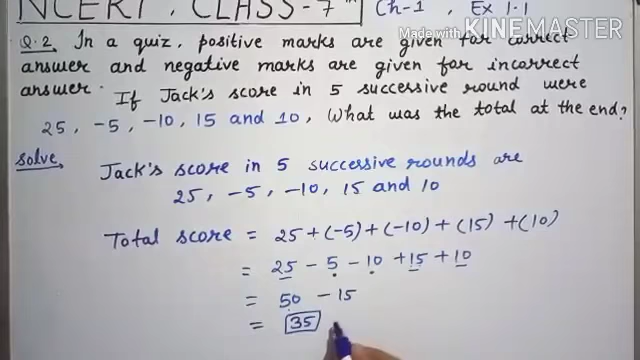 NCERT, CLASS-7th
Ch-1, Ex 1.1
Made with KINEMASTER
Q.2. In a quiz, positive marks are given for correct
answer and negative marks are given for incorrect
answer. If Jack's score in 5 successive round were
25, -5, -10, 15 and 10, What was the total at the end?
Solve,
Jack's score in 5 successive rounds are
25, -5, -10, 15 and 10
Total score = 25 + (-5) + (-10) + (15) + (10)
= 25 - 5 - 10 + 15 + 10
= 50 - 15
= 35